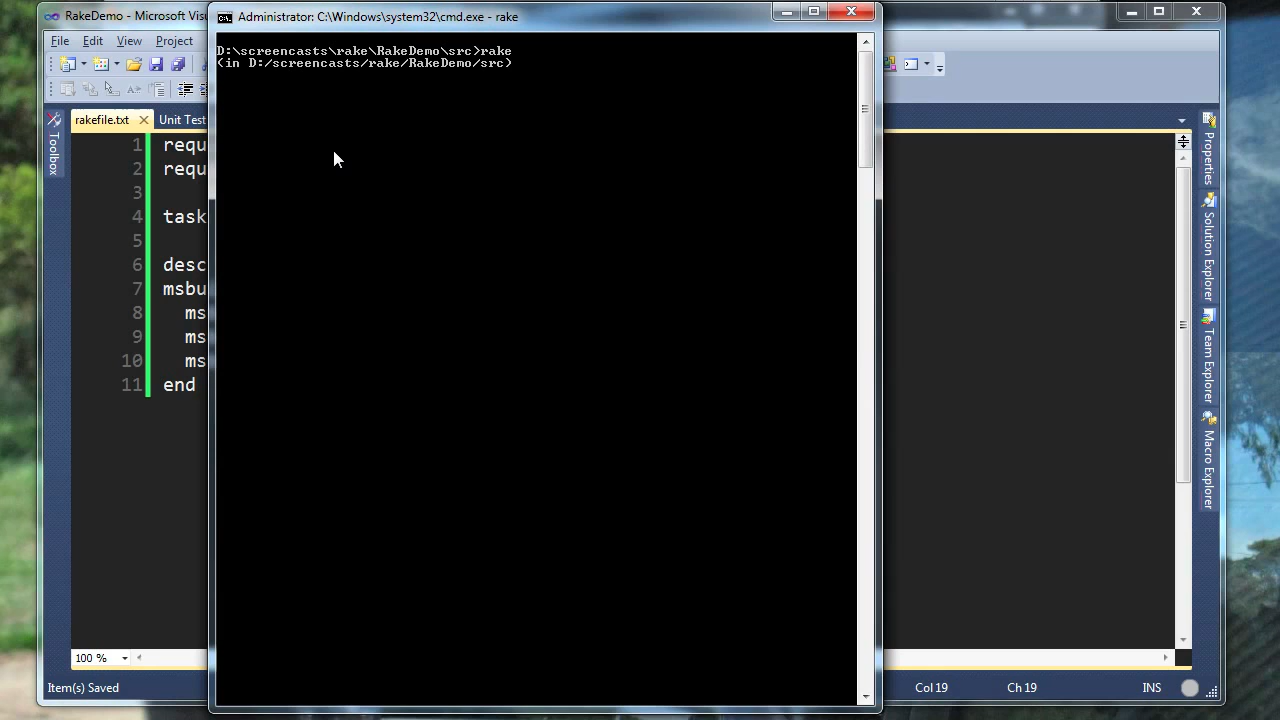 RakeDemo - Microsoft Visu
Administrator: C:\Windows\system32\cmd.exe - rake
File Edit View Project
D:\screencasts\rake\RakeDemo\src>rake
(in D:/screencasts/rake/RakeDemo/src)
rakefile.txt
Unit Test
Toolbox
1 requ
2 requ
3
4 task
5
6 desc
7 msbu
8 ms
9 ms
10 ms
11 end
Properties
Solution Explorer
Team Explorer
Macro Explorer
100 %
Item(s) Saved
Col 19
Ch 19
INS